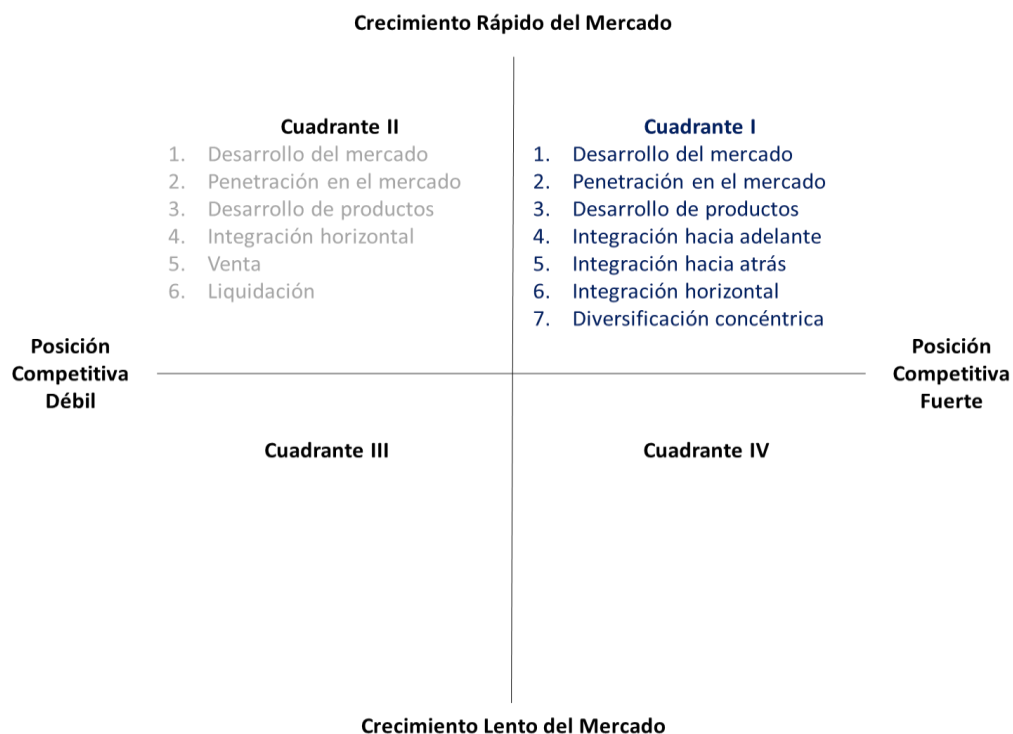 Crecimiento Rápido del Mercado
Cuadrante II
1. Desarrollo del mercado
2. Penetración en el mercado
3. Desarrollo de productos
4. Integración horizontal
5. Venta
6. Liquidación
Cuadrante I
1. Desarrollo del mercado
2. Penetración en el mercado
3. Desarrollo de productos
4. Integración hacia adelante
5. Integración hacia atrás
6. Integración horizontal
7. Diversificación concéntrica
Posición
Competitiva
Débil
Posición
Competitiva
Fuerte
Cuadrante III
Cuadrante IV
Crecimiento Lento del Mercado